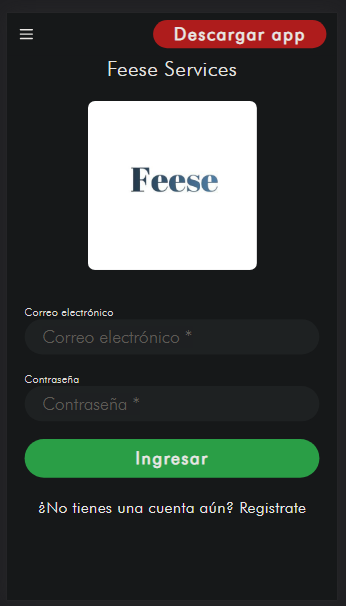 Descargar app
Feese Services
Feese
Correo electrónico
Correo electrónico *
Contraseña
Contraseña *
Ingresar
¿No tienes una cuenta aún? Registrate